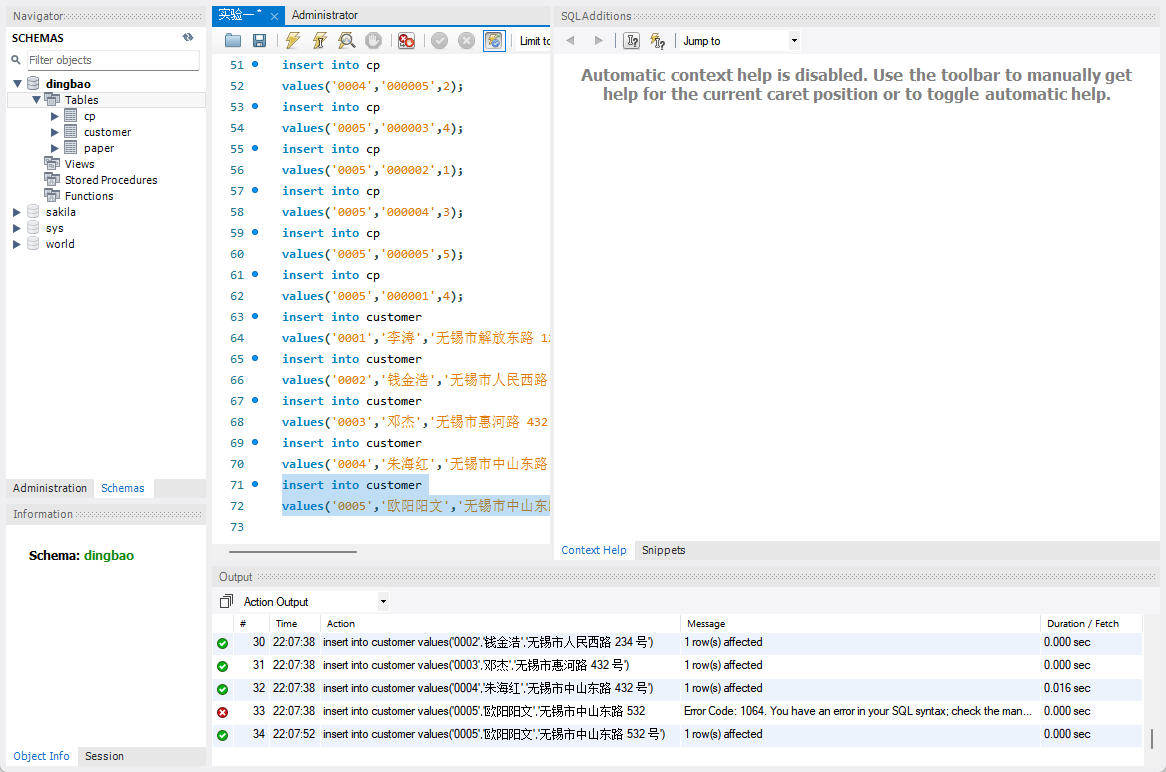 Navigator
SCHEMAS
Filter objects
dingbao
Tables
cp
customer
paper
Views
Stored Procedures
Functions
sakila
sys
world
Administration Schemas
Information
Schema: dingbao
Object Info Session
实验一 * Administrator
Limit to
51 insert into cp
52 values('0004','000005',2);
53 insert into cp
54 values('0005','000003',4);
55 insert into cp
56 values('0005','000002',1);
57 insert into cp
58 values('0005','000004',3);
59 insert into cp
60 values('0005','000005',5);
61 insert into cp
62 values('0005','000001',4);
63 insert into customer
64 values('0001','李涛','无锡市解放东路 12
65 insert into customer
66 values('0002','钱金浩','无锡市人民西路
67 insert into customer
68 values('0003','邓杰','无锡市惠河路 432
69 insert into customer
70 values('0004','朱海红','无锡市中山东路
71 insert into customer
72 values('0005','欧阳阳文','无锡市中山东路
73
SQLAdditions
Jump to
Automatic context help is disabled. Use the toolbar to manually get
help for the current caret position or to toggle automatic help.
Context Help Snippets
Output
Action Output
# Time Action Message Duration / Fetch
30 22:07:38 insert into customer values('0002','钱金浩','无锡市人民西路 234 号') 1 row(s) affected 0.000 sec
31 22:07:38 insert into customer values('0003','邓杰','无锡市惠河路 432 号') 1 row(s) affected 0.000 sec
32 22:07:38 insert into customer values('0004','朱海红','无锡市中山东路 432 号') 1 row(s) affected 0.016 sec
33 22:07:38 insert into customer values('0005','欧阳阳文','无锡市中山东路 532 Error Code: 1064. You have an error in your SQL syntax; check the man... 0.000 sec
34 22:07:52 insert into customer values('0005','欧阳阳文','无锡市中山东路 532 号') 1 row(s) affected 0.000 sec